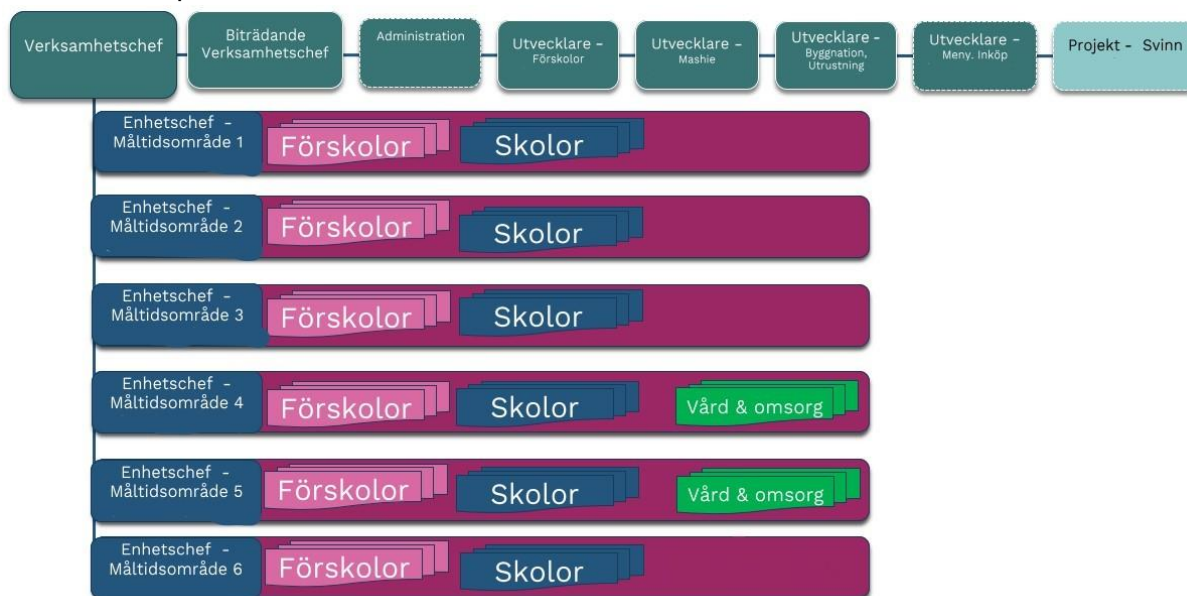 Verksamhetschef
Biträdande
Verksamhetschef
Administration
Utvecklare -
Förskolor
Utvecklare -
Mashie
Utvecklare -
Byggnation,
Utrustning
Utvecklare -
Meny. Inköp
Projekt - Svinn
Enhetschef -
Måltidsområde 1
Förskolor
Skolor
Enhetschef -
Måltidsområde 2
Förskolor
Skolor
Enhetschef -
Måltidsområde 3
Förskolor
Skolor
Enhetschef -
Måltidsområde 4
Förskolor
Skolor
Vård & omsorg
Enhetschef -
Måltidsområde 5
Förskolor
Skolor
Vård & omsorg
Enhetschef -
Måltidsområde 6
Förskolor
Skolor